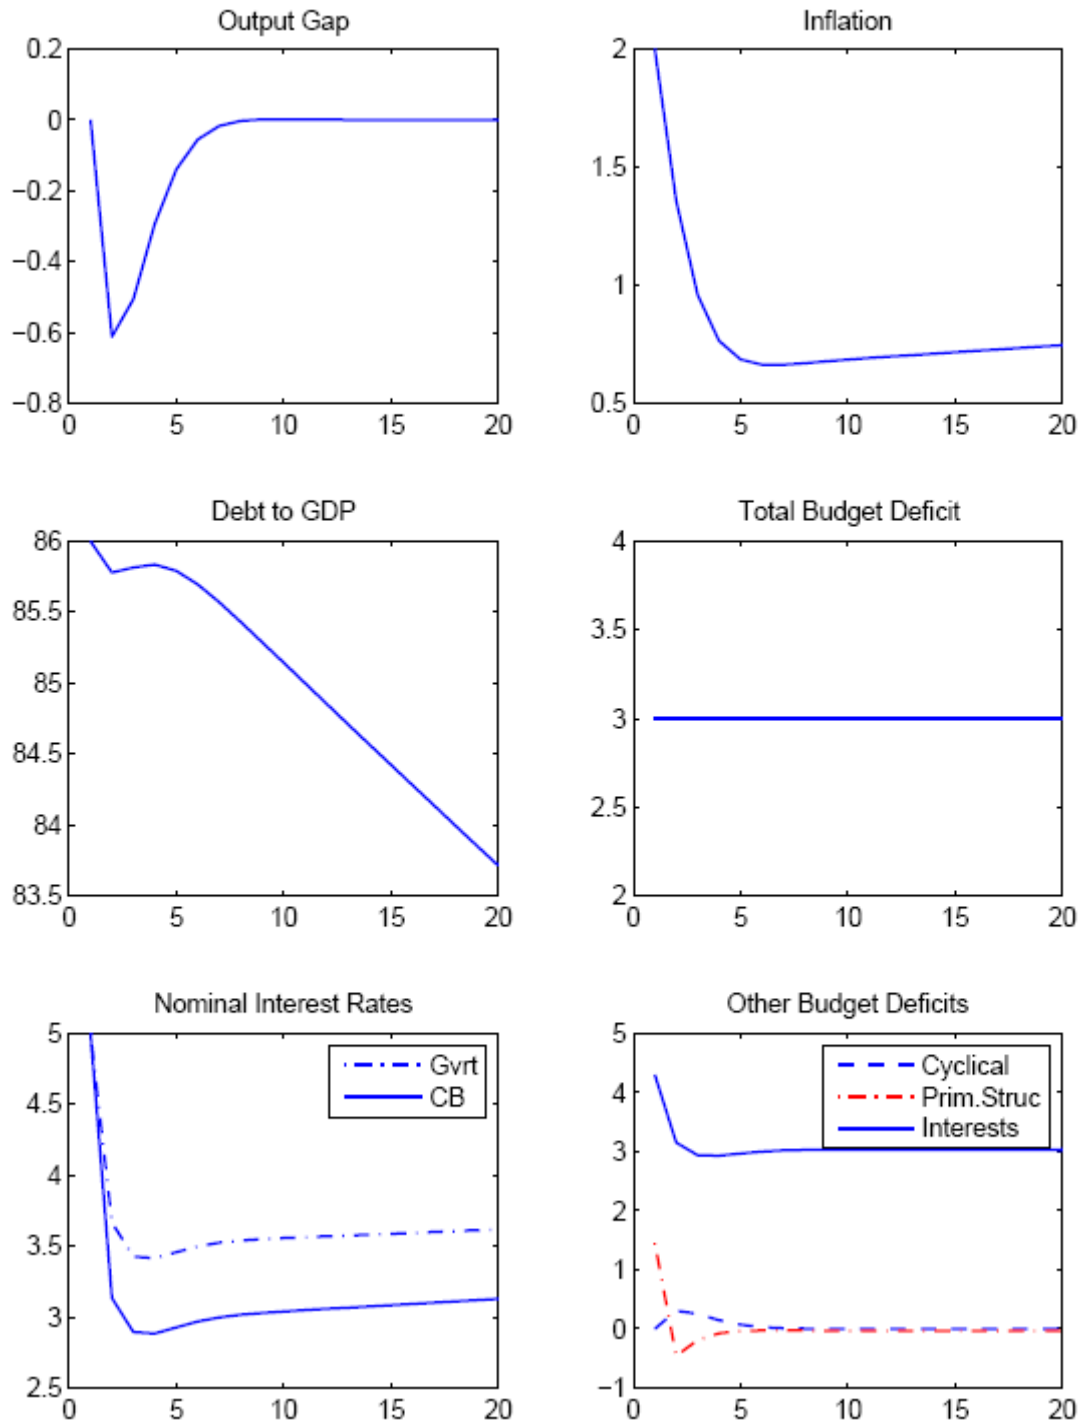 Output Gap
0.2
0
−0.2
−0.4
−0.6
−0.8
0 5 10 15 20
Inflation
2
1.5
1
0.5
0 5 10 15 20
Debt to GDP
86
85.5
85
84.5
84
83.5
0 5 10 15 20
Total Budget Deficit
4
3.5
3
2.5
2
0 5 10 15 20
Nominal Interest Rates
5
4.5
4
3.5
3
2.5
0 5 10 15 20
Gvrt
CB
Other Budget Deficits
5
4
3
2
1
0
−1
0 5 10 15 20
Cyclical
Prim.Struc
Interests